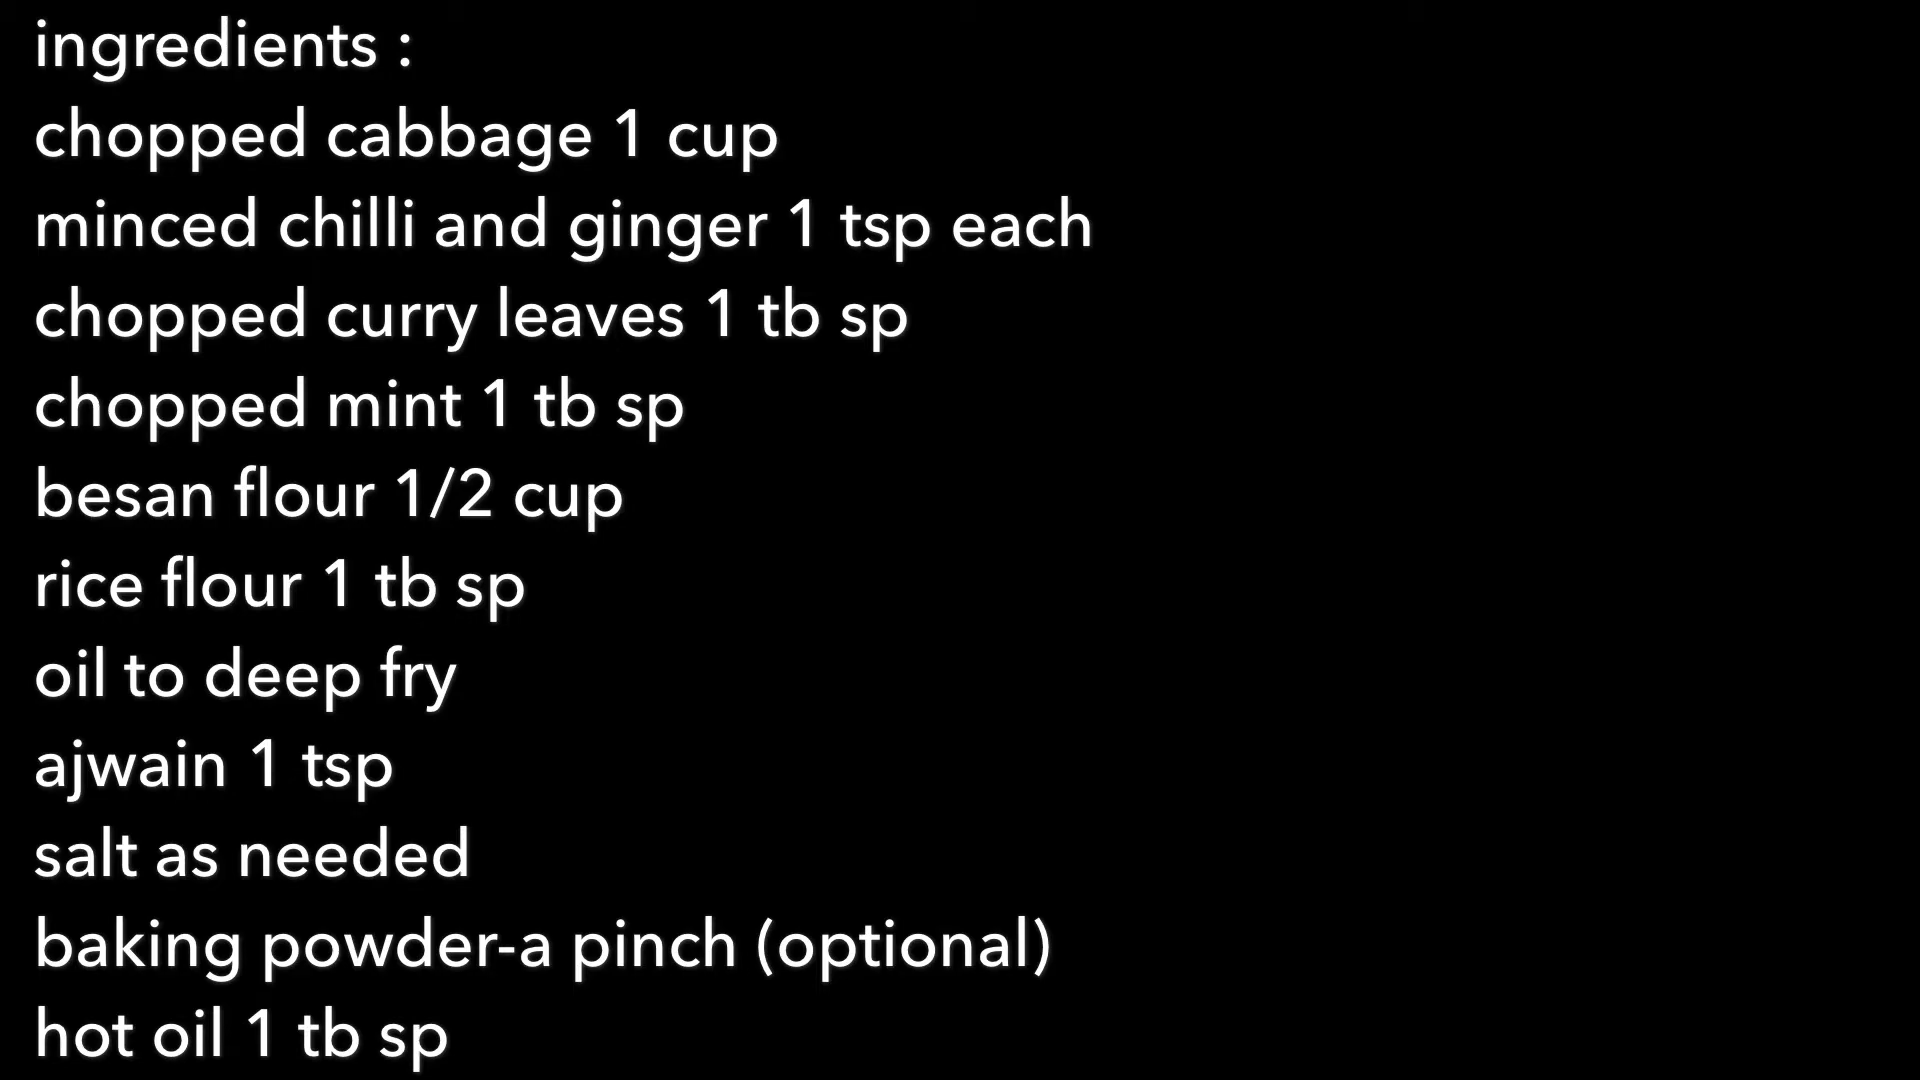 ingredients :
chopped cabbage 1 cup
minced chilli and ginger 1 tsp each
chopped curry leaves 1 tb sp
chopped mint 1 tb sp
besan flour 1/2 cup
rice flour 1 tb sp
oil to deep fry
ajwain 1 tsp
salt as needed
baking powder-a pinch (optional)
hot oil 1 tb sp